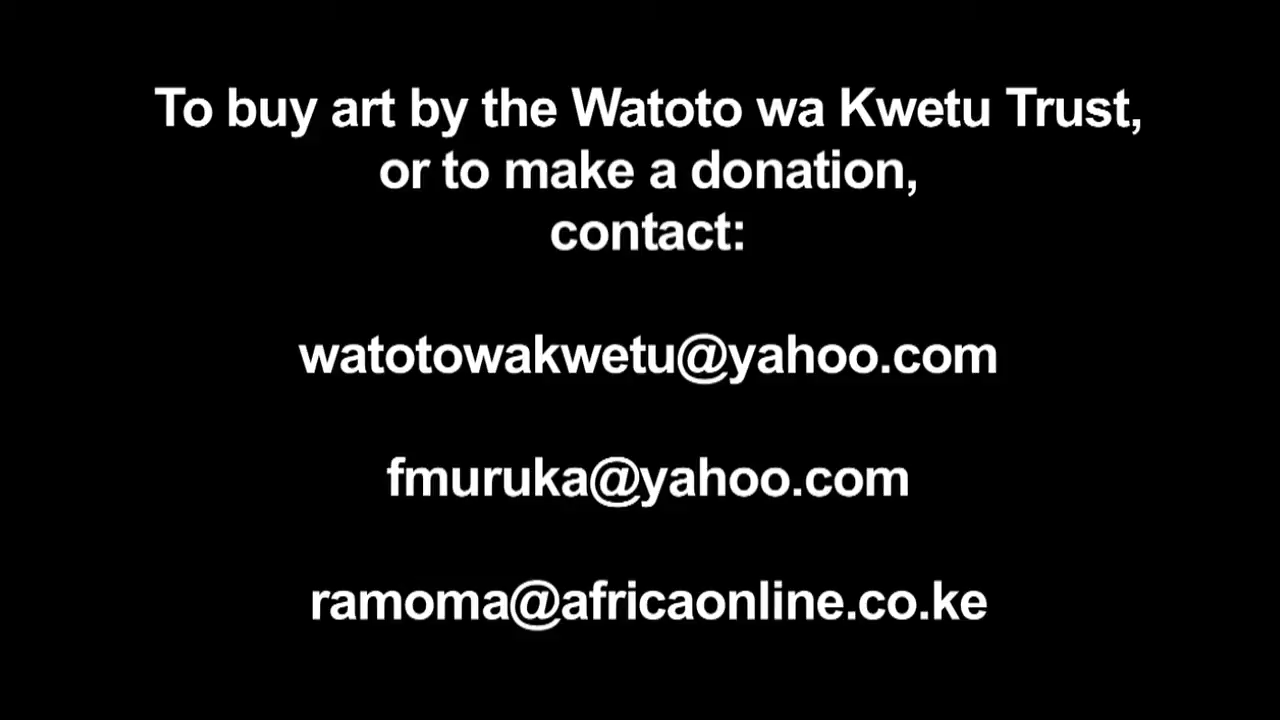 To buy art by the Watoto wa Kwetu Trust,
or to make a donation,
contact:
watotowakwetu@yahoo.com
fmuruka@yahoo.com
ramoma@africaonline.co.ke